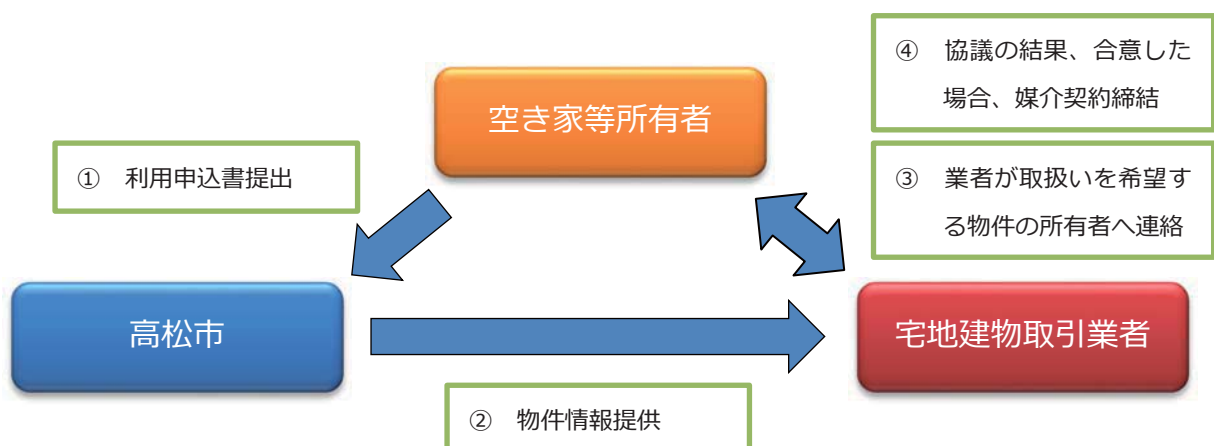 ④　協議の結果、合意した
場合、媒介契約締結
空き家等所有者
①　利用申込書提出
③　業者が取扱いを希望す
る物件の所有者へ連絡
高松市
宅地建物取引業者
②　物件情報提供